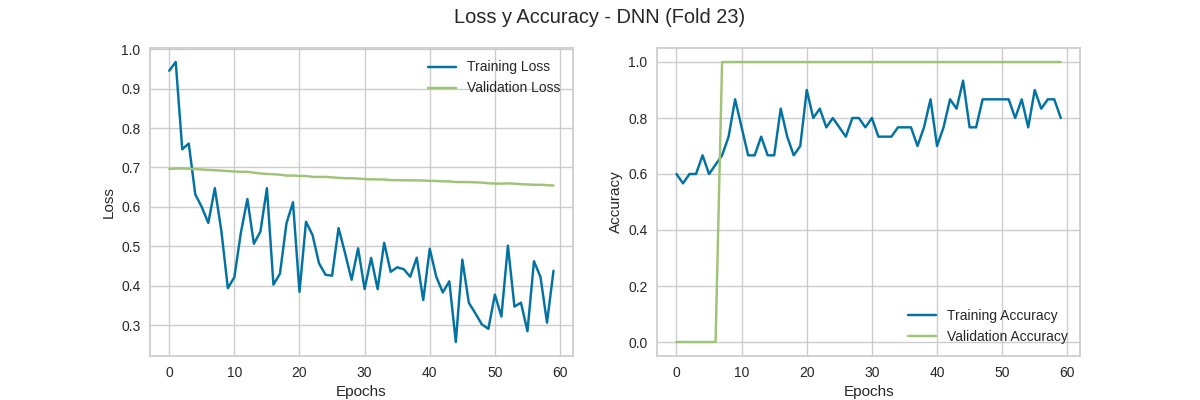 Loss y Accuracy - DNN (Fold 23)
1.0
0.9
0.8
0.7
0.6
0.5
0.4
0.3
Loss
0 10 20 30 40 50 60
Epochs
Training Loss
Validation Loss
1.0
0.8
0.6
0.4
0.2
0.0
Accuracy
0 10 20 30 40 50 60
Epochs
Training Accuracy
Validation Accuracy